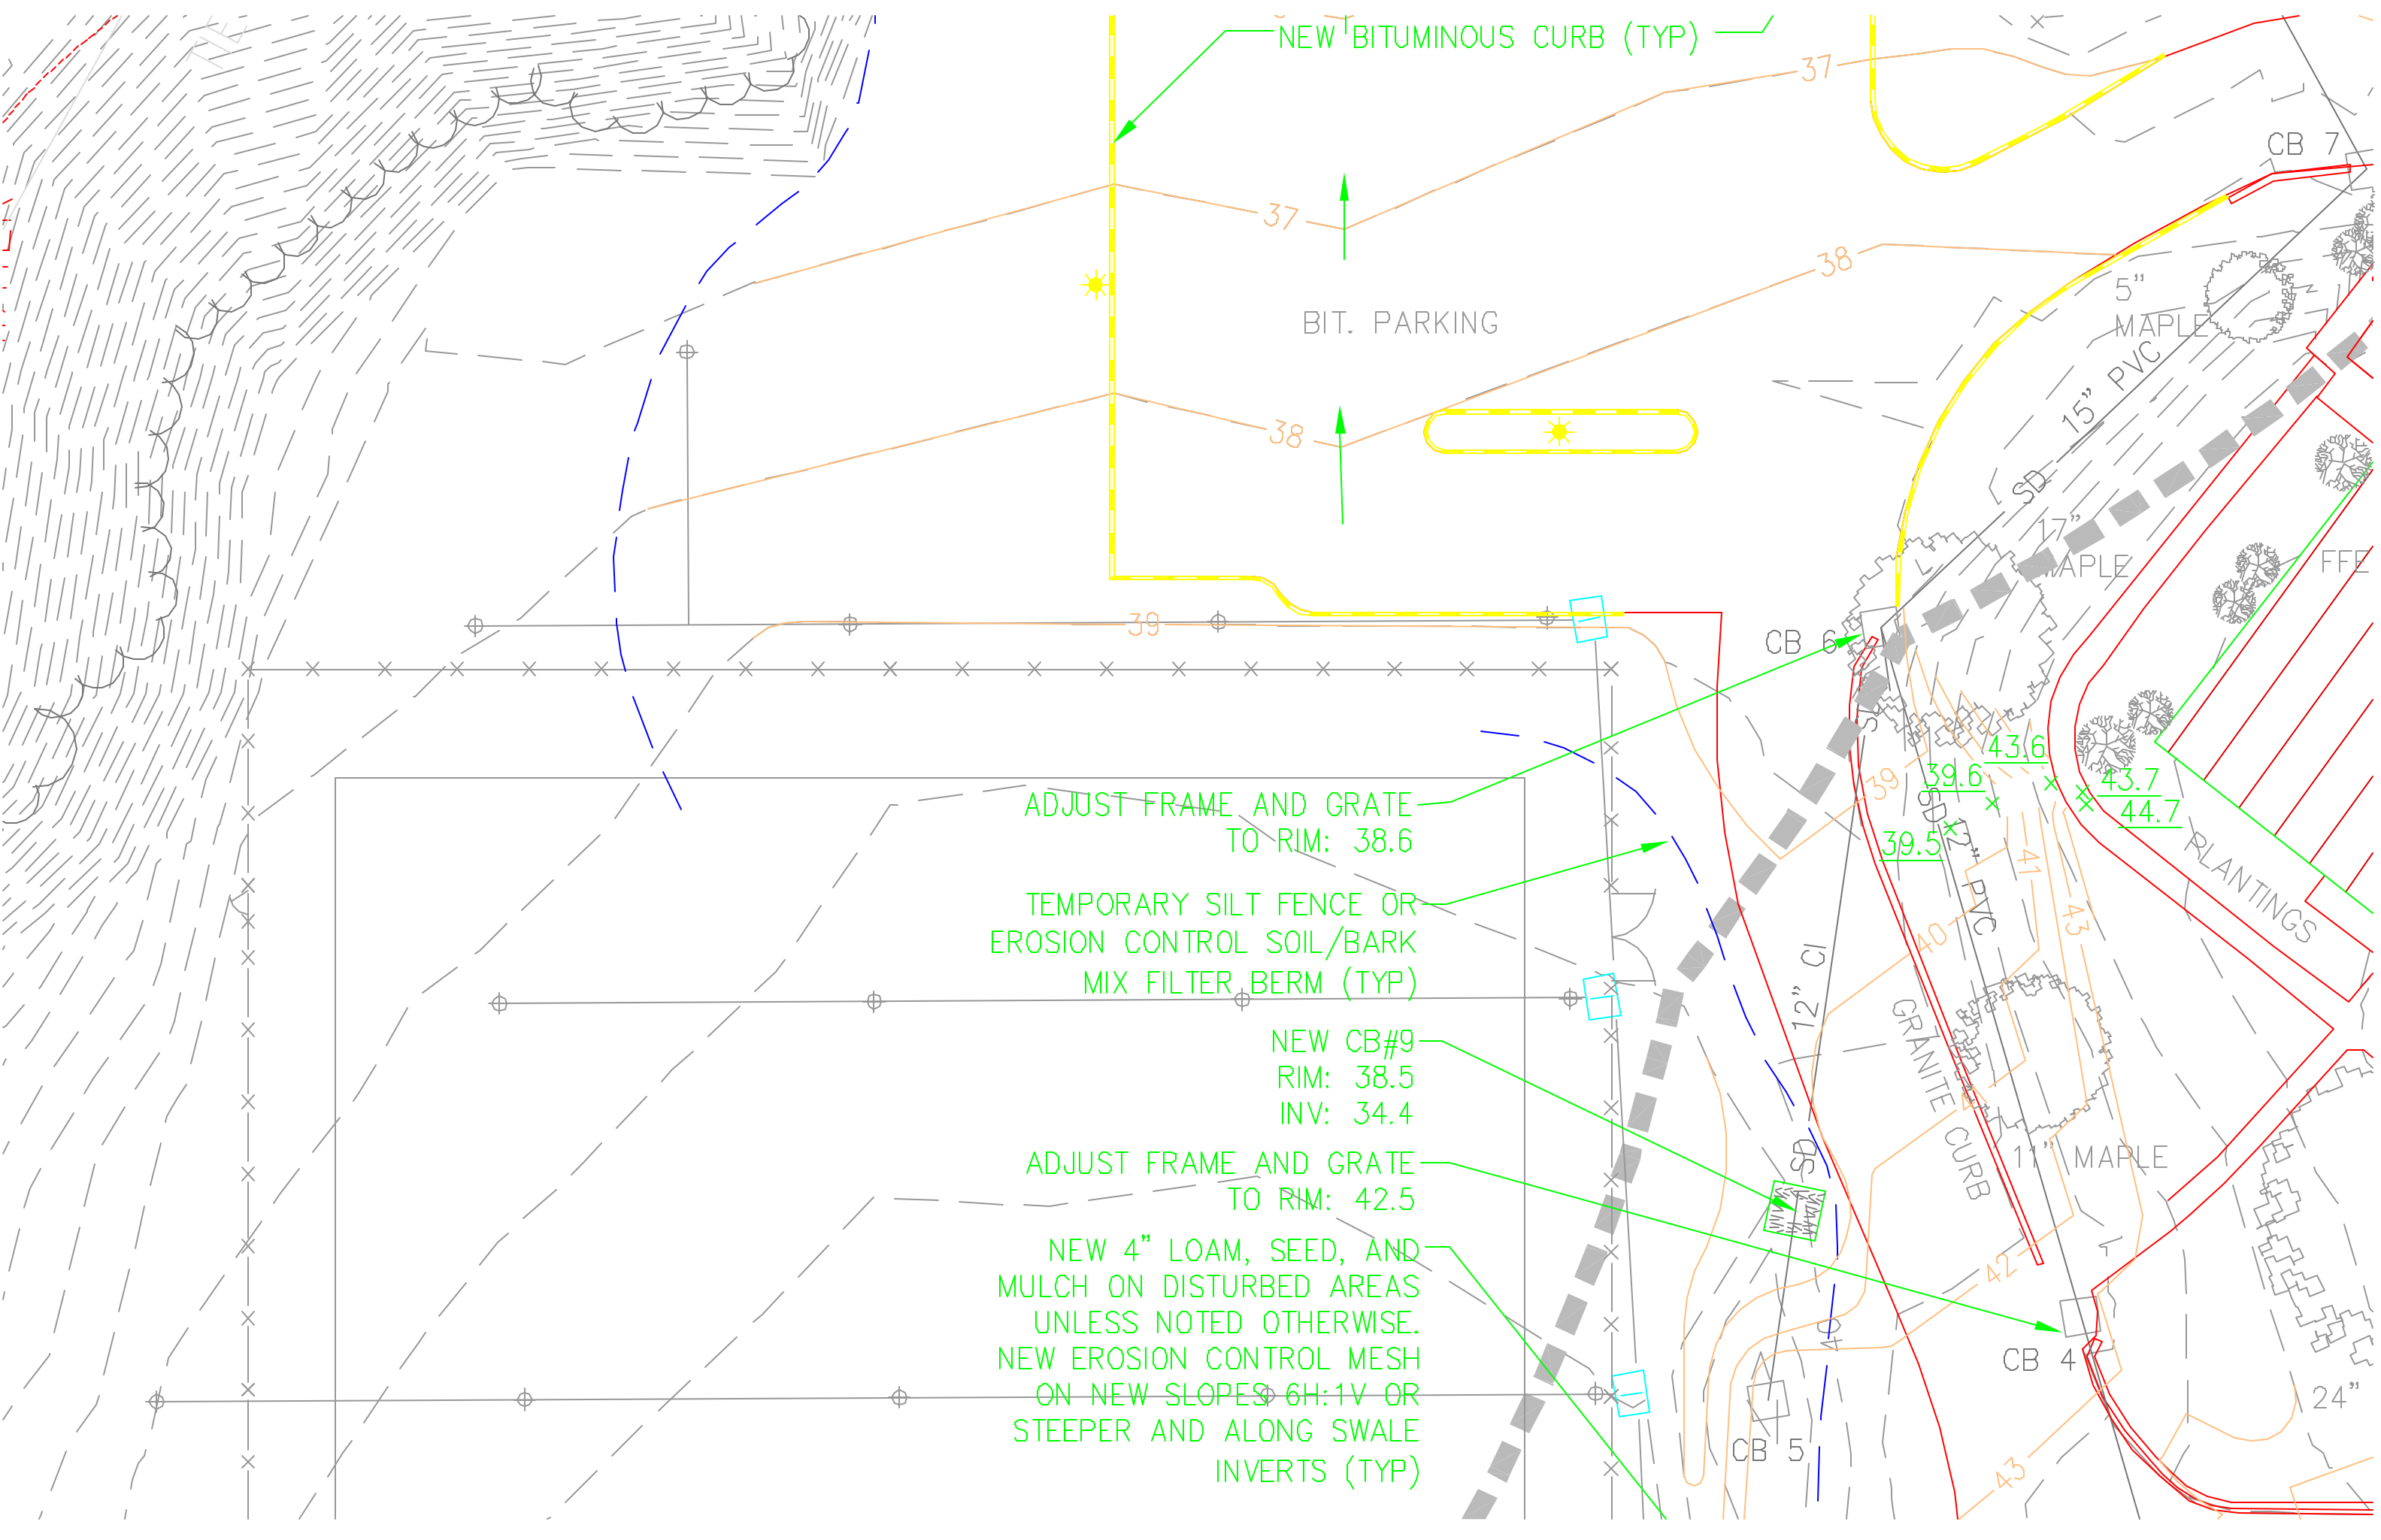 NEW BITUMINOUS CURB (TYP)
37
CB 7
37
38
5"
MAPLE
BIT. PARKING
15" PVC
38
SD
17"
MAPLE
FFE
39
CB 6
43.6
39.6
43.7
44.7
39
39.5
SD
12" PVC
41
43
40
PLANTINGS
ADJUST FRAME AND GRATE
TO RIM: 38.6
TEMPORARY SILT FENCE OR
EROSION CONTROL SOIL/BARK
MIX FILTER BERM (TYP)
12" CI
SD
GRANITE
CURB
NEW CB#9
RIM: 38.5
INV: 34.4
11" MAPLE
ADJUST FRAME AND GRATE
TO RIM: 42.5
42
40
NEW 4" LOAM, SEED, AND
MULCH ON DISTURBED AREAS
UNLESS NOTED OTHERWISE.
NEW EROSION CONTROL MESH
ON NEW SLOPES 6H:1V OR
STEEPER AND ALONG SWALE
INVERTS (TYP)
CB 4
24"
CB 5
43